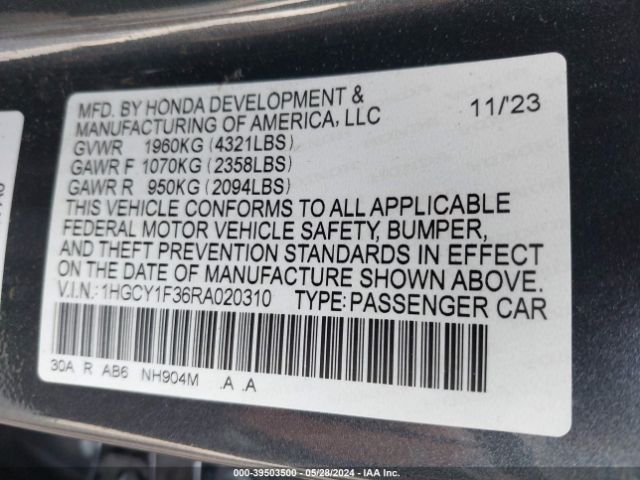 MFD. BY HONDA DEVELOPMENT &
MANUFACTURING OF AMERICA, LLC 11/'23
GVWR 1960KG (4321LBS)
GAWR F 1070KG (2358LBS)
GAWR R 950KG (2094LBS)
THIS VEHICLE CONFORMS TO ALL APPLICABLE
FEDERAL MOTOR VEHICLE SAFETY, BUMPER,
AND THEFT PREVENTION STANDARDS IN EFFECT
ON THE DATE OF MANUFACTURE SHOWN ABOVE.
V.I.N.: 1HGCY1F36RA020310 TYPE: PASSENGER CAR
30A R AB6 NH904M .A .A
000-39503500 - 05/28/2024 - IAA Inc.